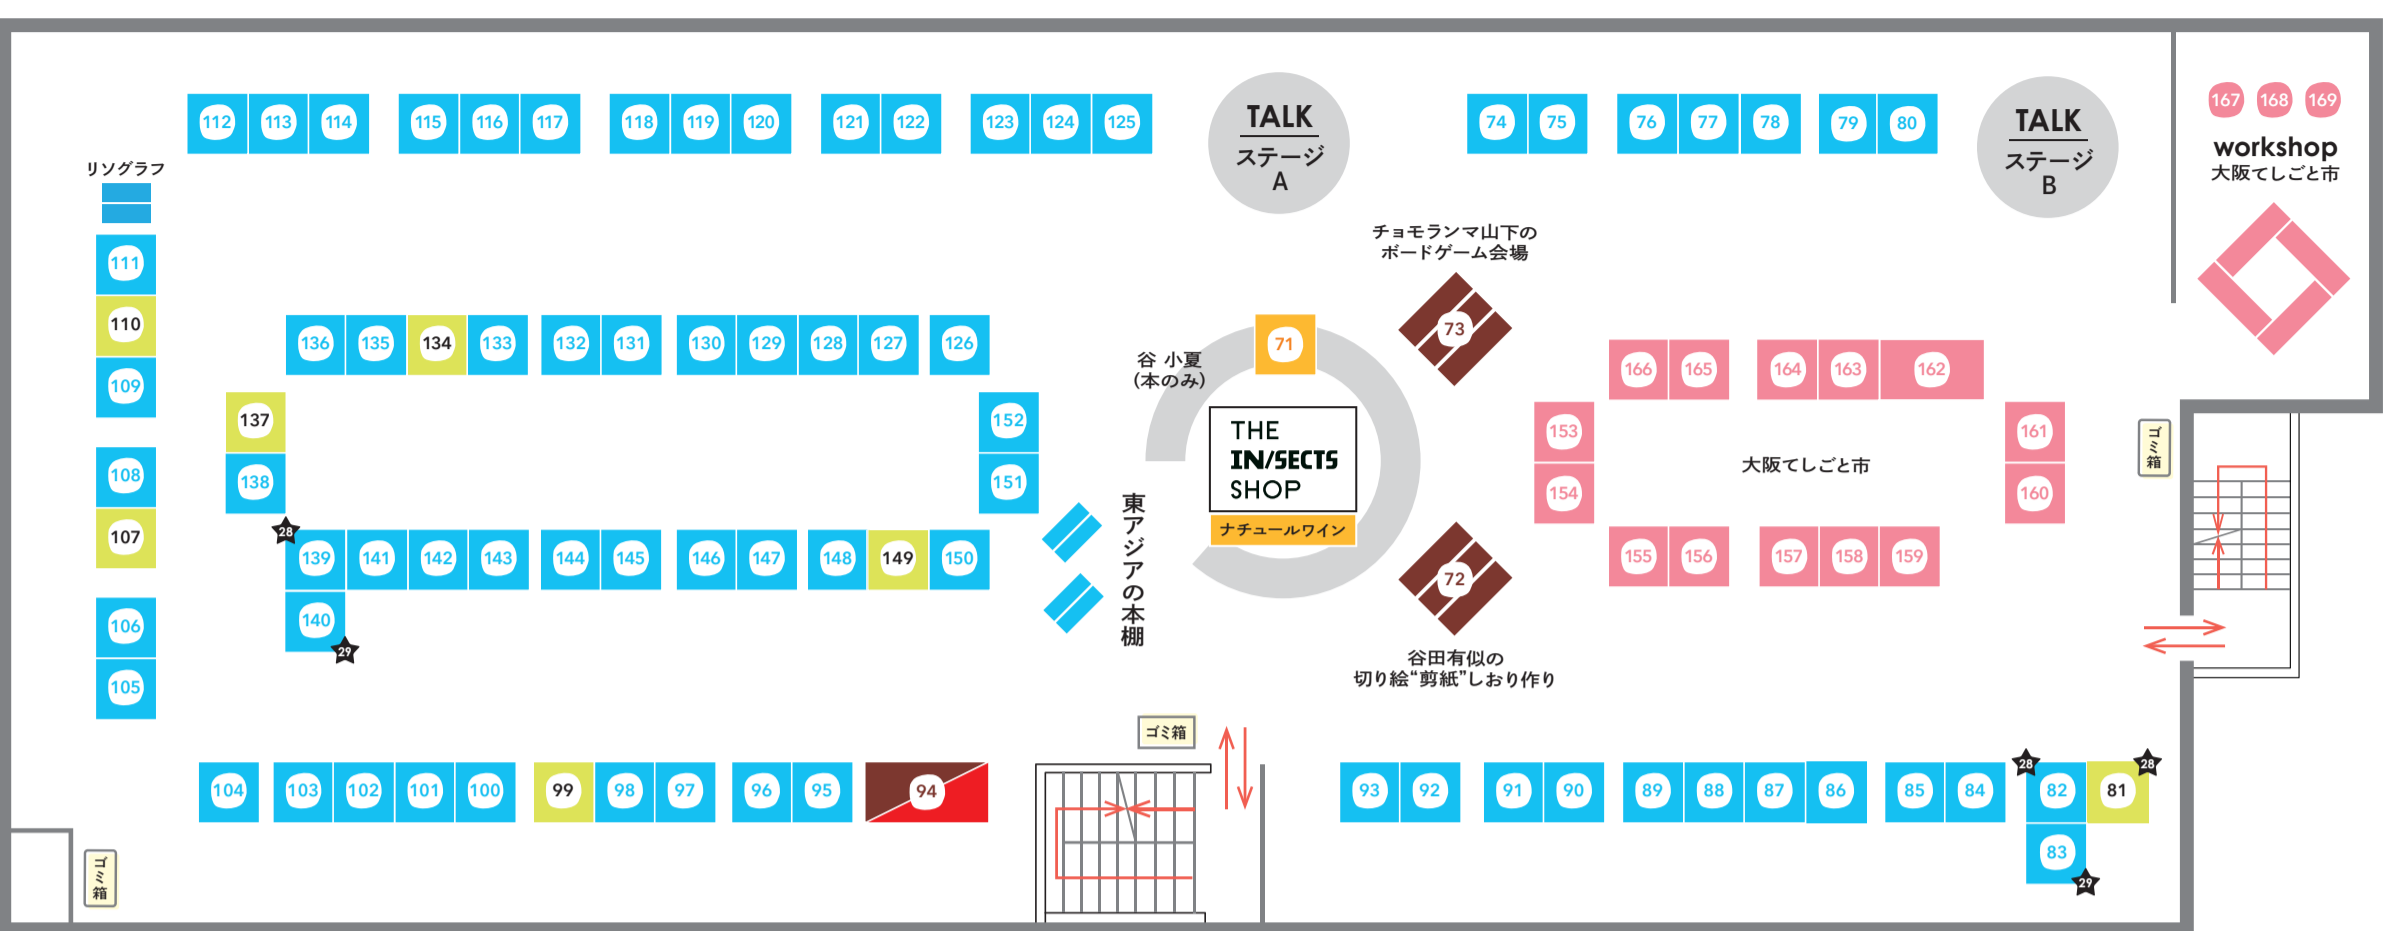 112 113 114 115 116 117 118 119 120 121 122 123 124 125
TALK
ステージ
A
74 75 76 77 78 79 80
TALK
ステージ
B
167 168 169
workshop
大阪てしごと市
リソグラフ
111
110
109
108
107
106
105
136 135 134 133 132 131 130 129 128 127 126
137
138
152
151
28
139 141 142 143 144 145 146 147 148 149 150
140
29
東アジアの本棚
谷 小夏
(本のみ)
71
THE
IN/SECTS
SHOP
ナチュールワイン
チョモランマ山下の
ボードゲーム会場
73
72
谷田有似の
切り絵“剪紙”しおり作り
166 165 164 163 162
153
154
大阪てしごと市
161
160
155 156 157 158 159
ゴミ箱
ゴミ箱
104 103 102 101 100 99 98 97 96 95 94
93 92 91 90 89 88 87 86 85 84 82 81
28
28
83
29
ゴミ箱